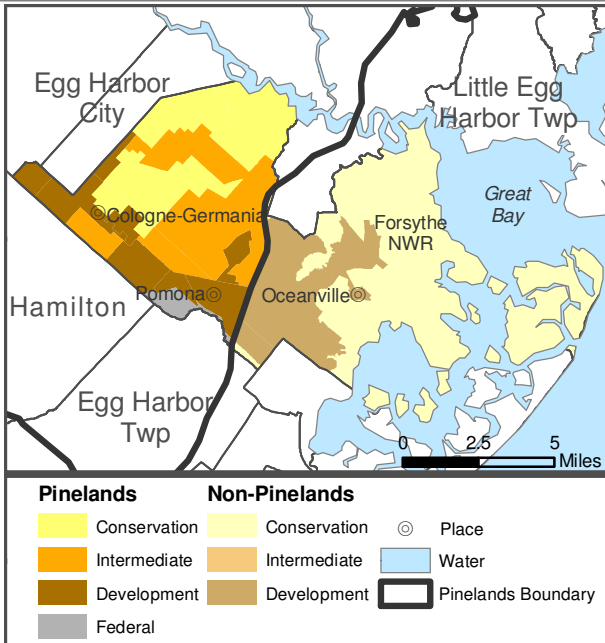 Egg Harbor
City
Little Egg
Harbor Twp
Great
Bay
Cologne-Germania
Forsythe
NWR
Pomona
Oceanville
Hamilton
Egg Harbor
Twp
0 2.5 5
Miles
Pinelands Non-Pinelands
Conservation Conservation Place
Intermediate Intermediate Water
Development Development Pinelands Boundary
Federal